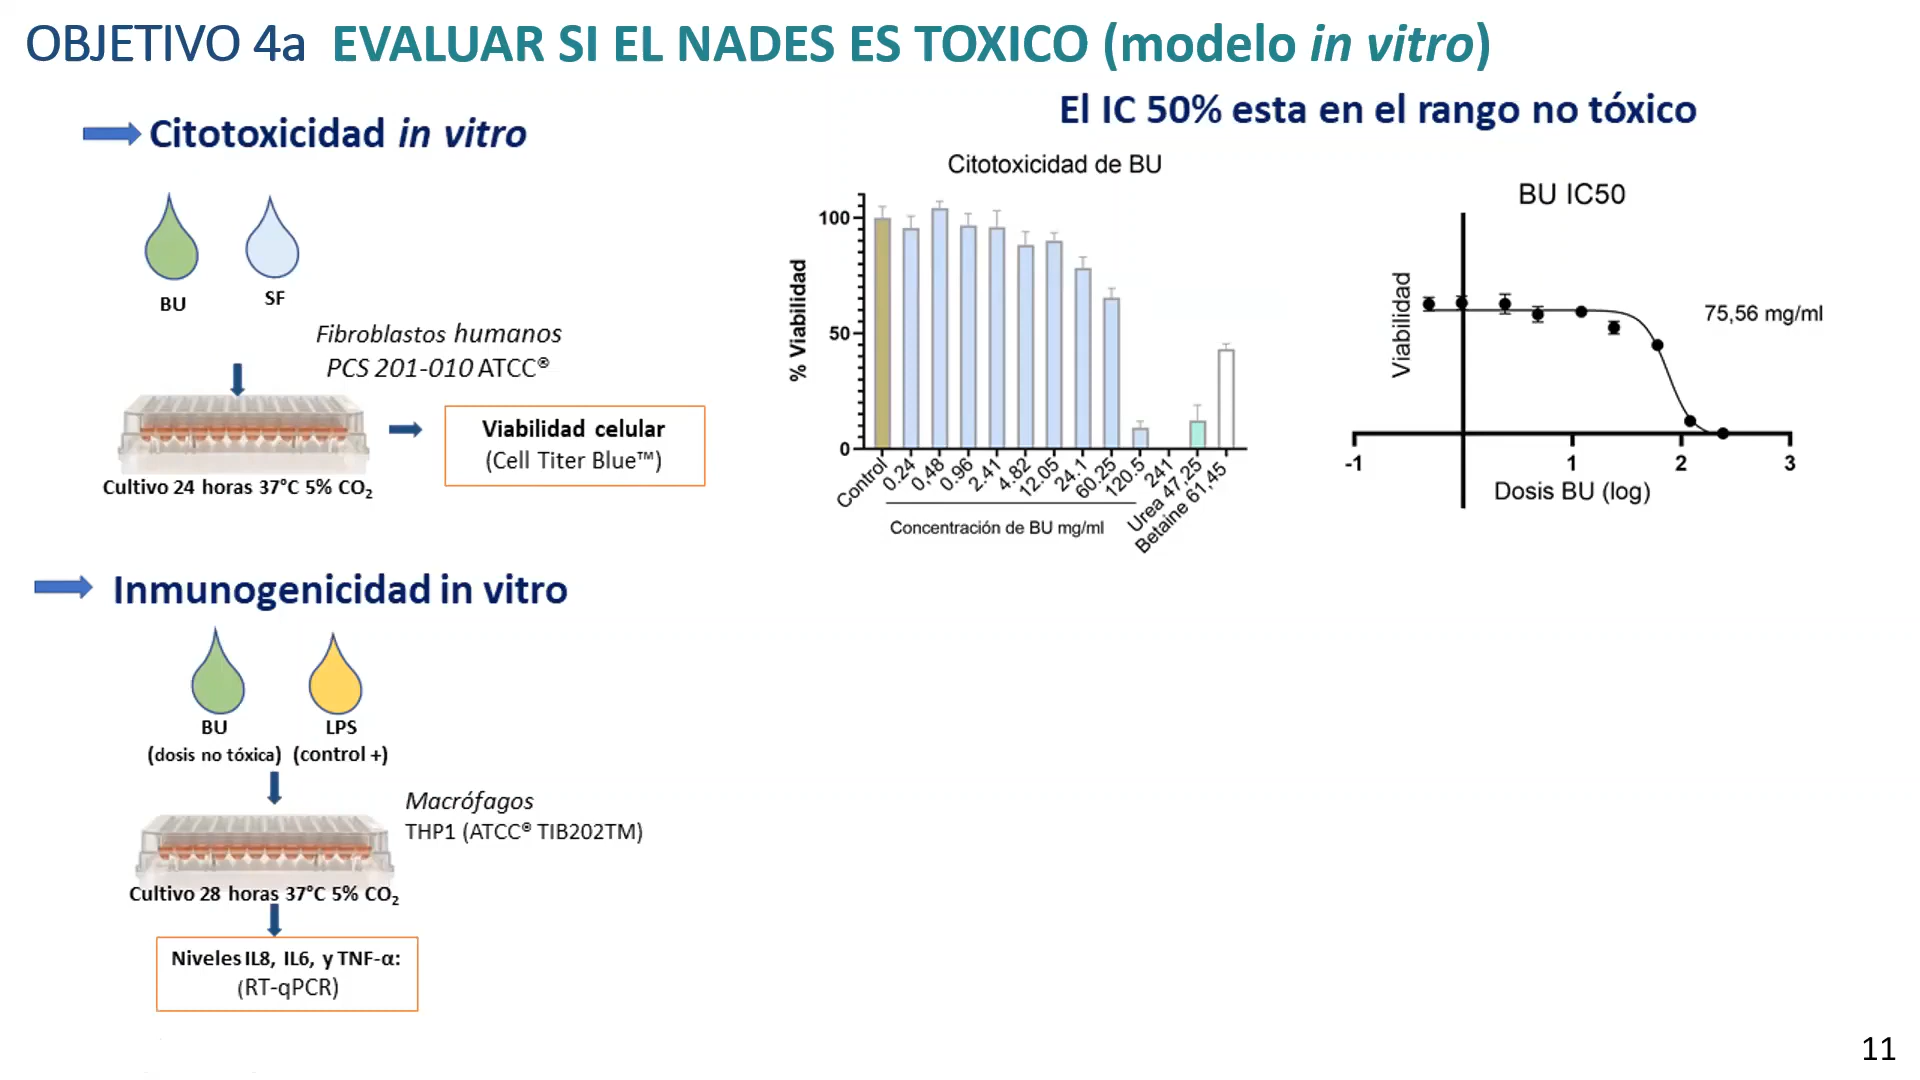 OBJETIVO 4a EVALUAR SI EL NADES ES TOXICO (modelo in vitro)
Citotoxicidad in vitro
BU
SF
Fibroblastos humanos
PCS 201-010 ATCC®
Viabilidad celular
(Cell Titer Blue™)
Cultivo 24 horas 37°C 5% CO₂
El IC 50% esta en el rango no tóxico
Citotoxicidad de BU
% Viabilidad
100
50
0
Control
0.24
0.48
0.96
2.41
4.82
12.05
24.1
60.25
120.5
241
Urea 47,25
Betaine 61,45
Concentración de BU mg/ml
BU IC50
Viabilidad
75,56 mg/ml
-1
1
2
3
Dosis BU (log)
Inmunogenicidad in vitro
BU
(dosis no tóxica)
LPS
(control +)
Macrófagos
THP1 (ATCC® TIB202TM)
Cultivo 28 horas 37°C 5% CO₂
Niveles IL8, IL6, y TNF-α:
(RT-qPCR)
11